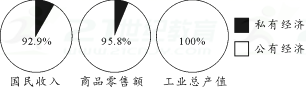 92.9%
95.8%
100%
私有经济
公有经济
国民收入
商品零售额
工业总产值